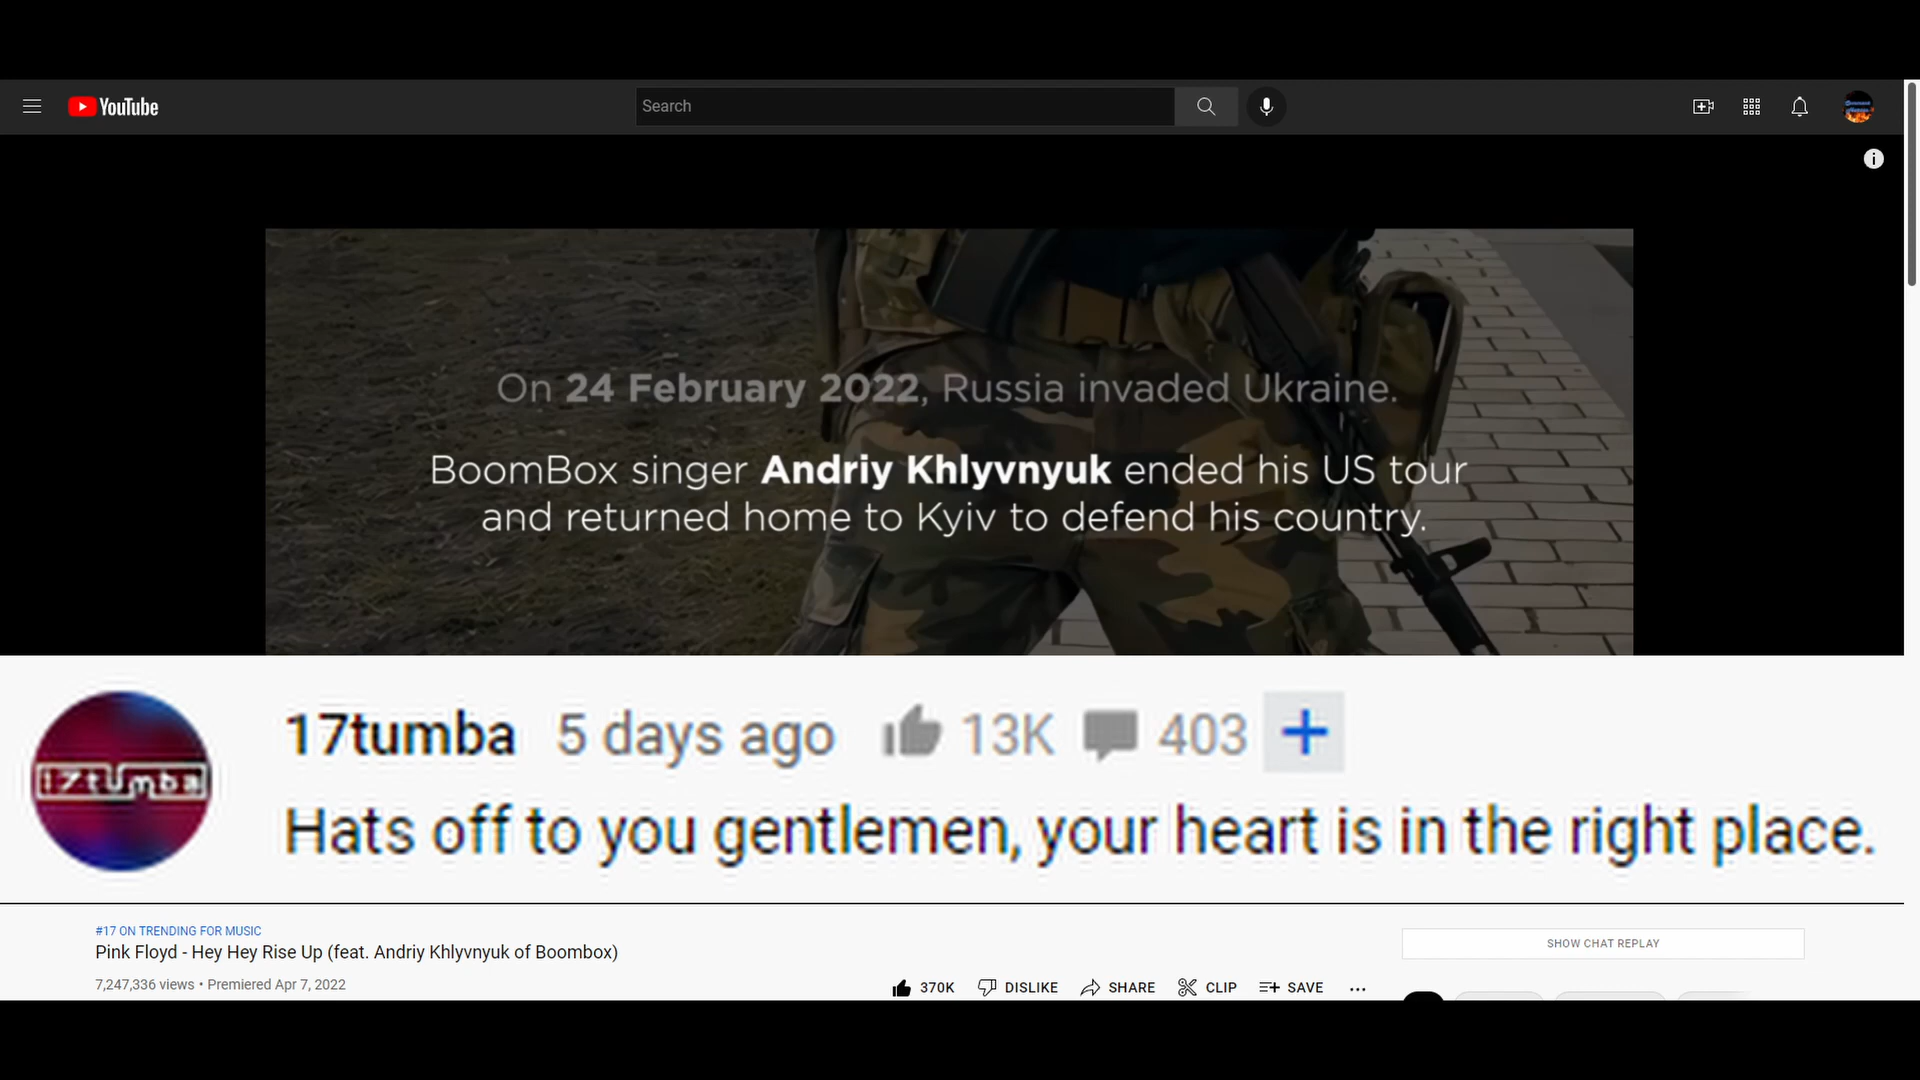 YouTube
Search
On 24 February 2022, Russia invaded Ukraine.
BoomBox singer Andriy Khlyvnyuk ended his US tour
and returned home to Kyiv to defend his country.
17tumba
17tumba 5 days ago 13K 403 +
Hats off to you gentlemen, your heart is in the right place.
#17 ON TRENDING FOR MUSIC
Pink Floyd - Hey Hey Rise Up (feat. Andriy Khlyvnyuk of Boombox)
7,247,336 views • Premiered Apr 7, 2022
370K DISLIKE SHARE CLIP SAVE ...
SHOW CHAT REPLAY